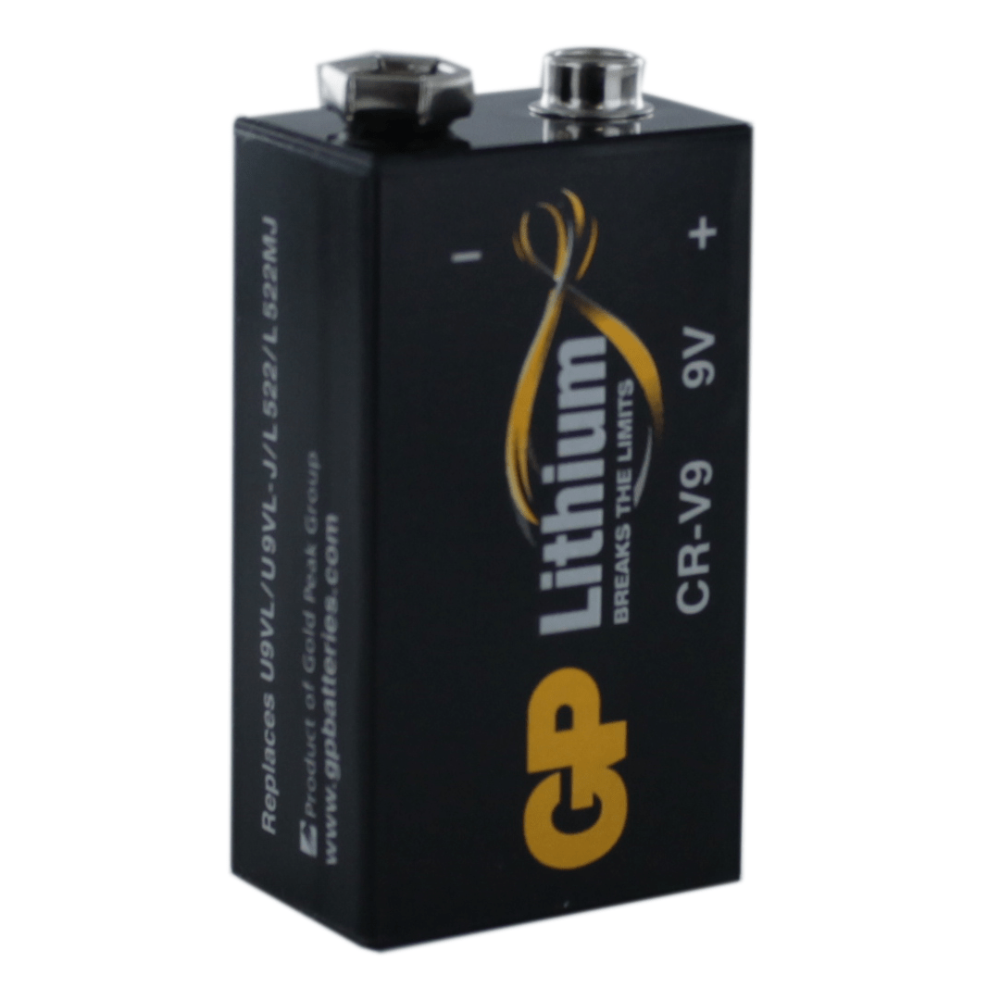 GP Lithium
BREAKS THE LIMITS
CR-V9 9V
-
+
Replaces U9VL/U9VL-J/L522/L522MJ
Product of Gold Peak Group
www.gpbatteries.com